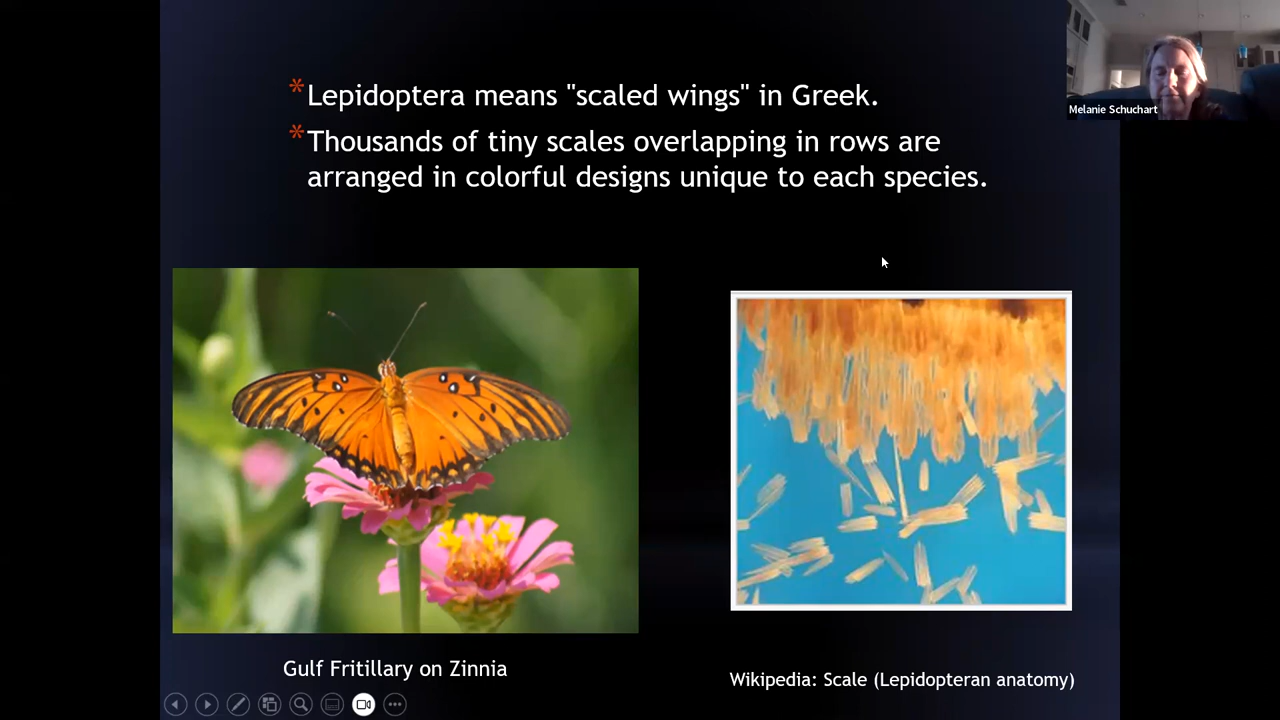 * Lepidoptera means "scaled wings" in Greek.
* Thousands of tiny scales overlapping in rows are
arranged in colorful designs unique to each species.
Melanie Schuchart
Gulf Fritillary on Zinnia
Wikipedia: Scale (Lepidopteran anatomy)